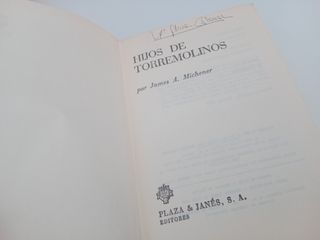 HIJOS DE
TORREMOLINOS
por James A. Michener
PLAZA & JANÉS, S. A.
EDITORES